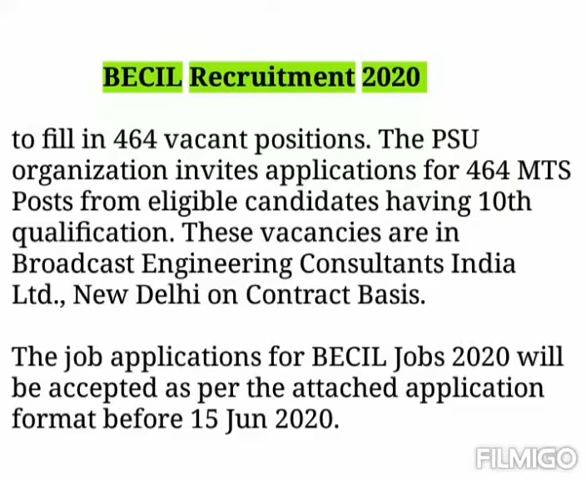 BECIL Recruitment 2020
to fill in 464 vacant positions. The PSU
organization invites applications for 464 MTS
Posts from eligible candidates having 10th
qualification. These vacancies are in
Broadcast Engineering Consultants India
Ltd., New Delhi on Contract Basis.
The job applications for BECIL Jobs 2020 will
be accepted as per the attached application
format before 15 Jun 2020.
FILMIGO